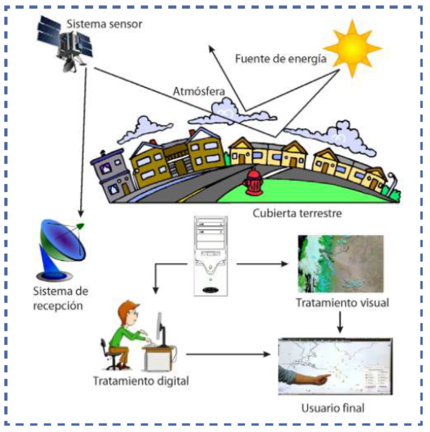 Sistema sensor
Fuente de energía
Atmósfera
Cubierta terrestre
Sistema de
recepción
Tratamiento visual
Tratamiento digital
Usuario final